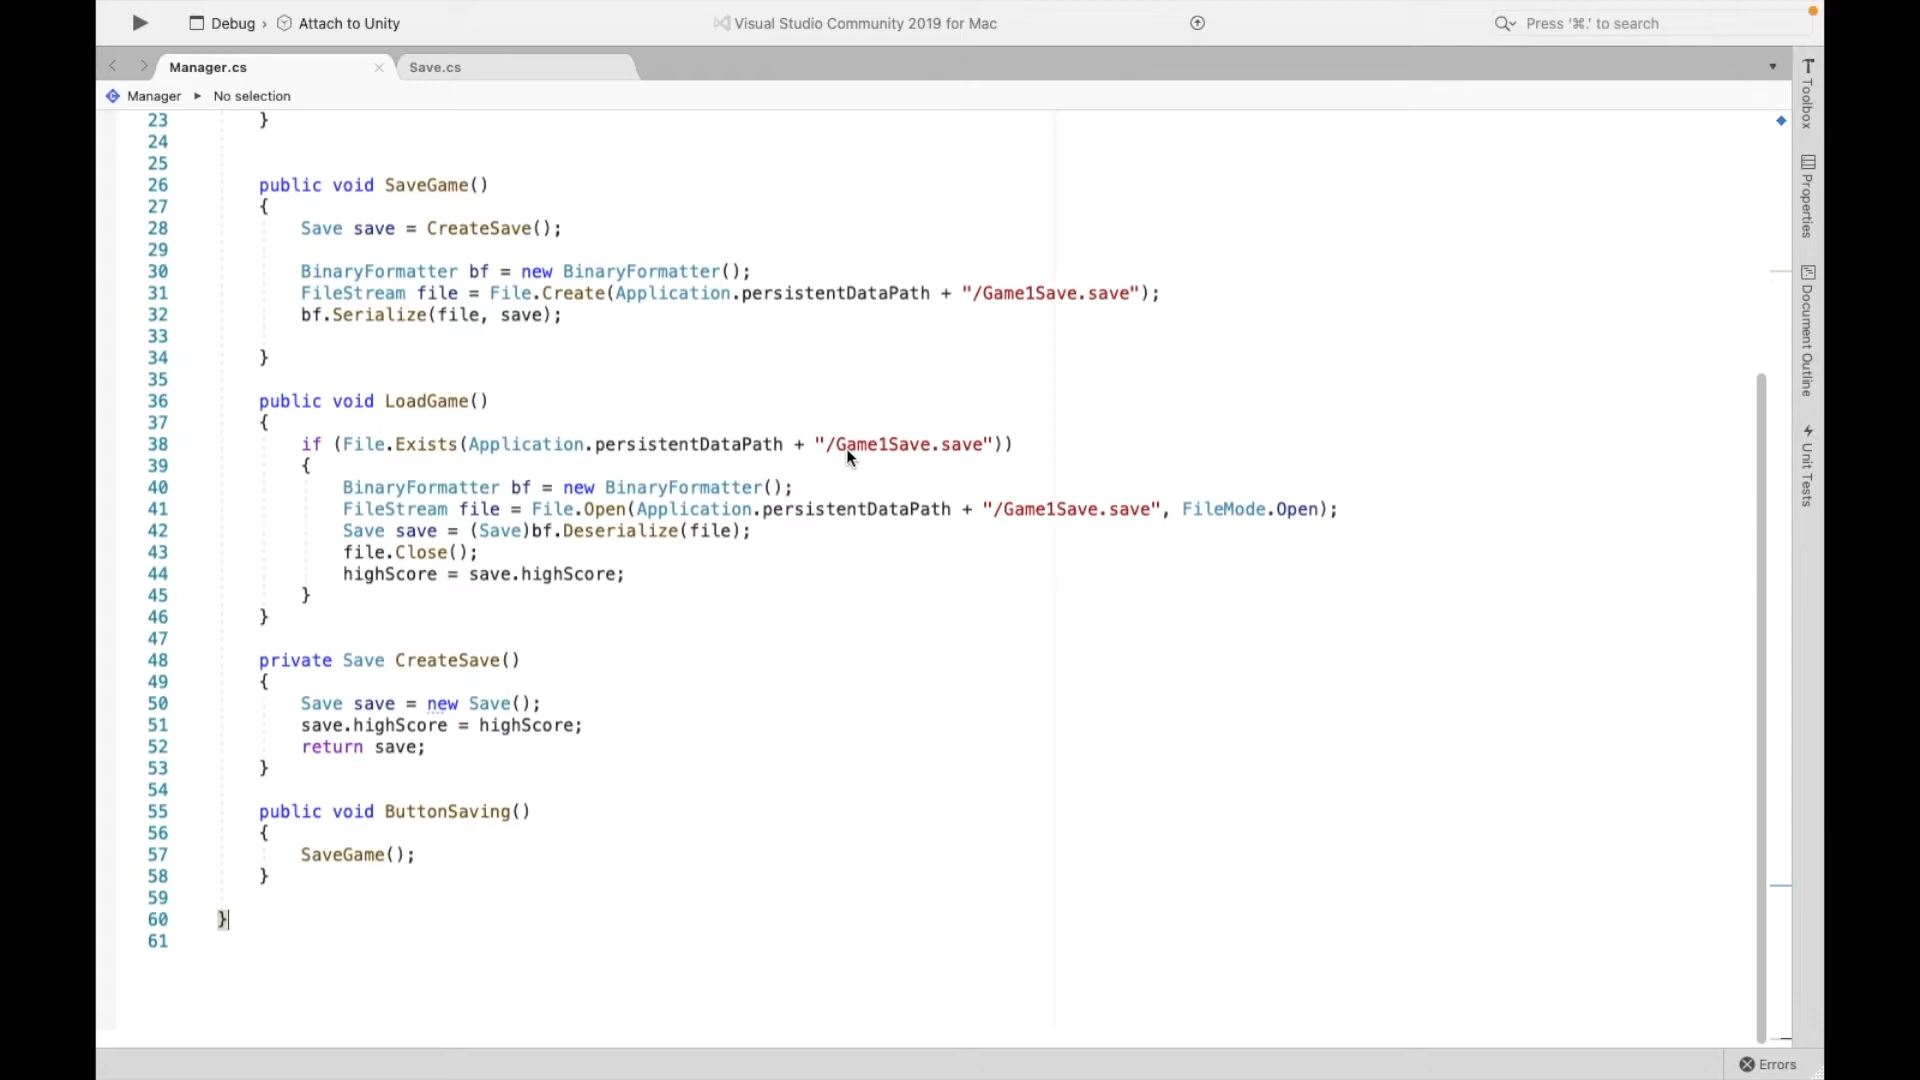 Debug › Attach to Unity
Visual Studio Community 2019 for Mac
Press '⌘.' to search
Manager.cs
Save.cs
Manager ▸ No selection
23 }
24
25
26 public void SaveGame()
27 {
28 Save save = CreateSave();
29
30 BinaryFormatter bf = new BinaryFormatter();
31 FileStream file = File.Create(Application.persistentDataPath + "/Game1Save.save");
32 bf.Serialize(file, save);
33
34 }
35
36 public void LoadGame()
37 {
38 if (File.Exists(Application.persistentDataPath + "/Game1Save.save"))
39 {
40 BinaryFormatter bf = new BinaryFormatter();
41 FileStream file = File.Open(Application.persistentDataPath + "/Game1Save.save", FileMode.Open);
42 Save save = (Save)bf.Deserialize(file);
43 file.Close();
44 highScore = save.highScore;
45 }
46 }
47
48 private Save CreateSave()
49 {
50 Save save = new Save();
51 save.highScore = highScore;
52 return save;
53 }
54
55 public void ButtonSaving()
56 {
57 SaveGame();
58 }
59
60 }
61
Toolbox
Properties
Document Outline
Unit Tests
Errors